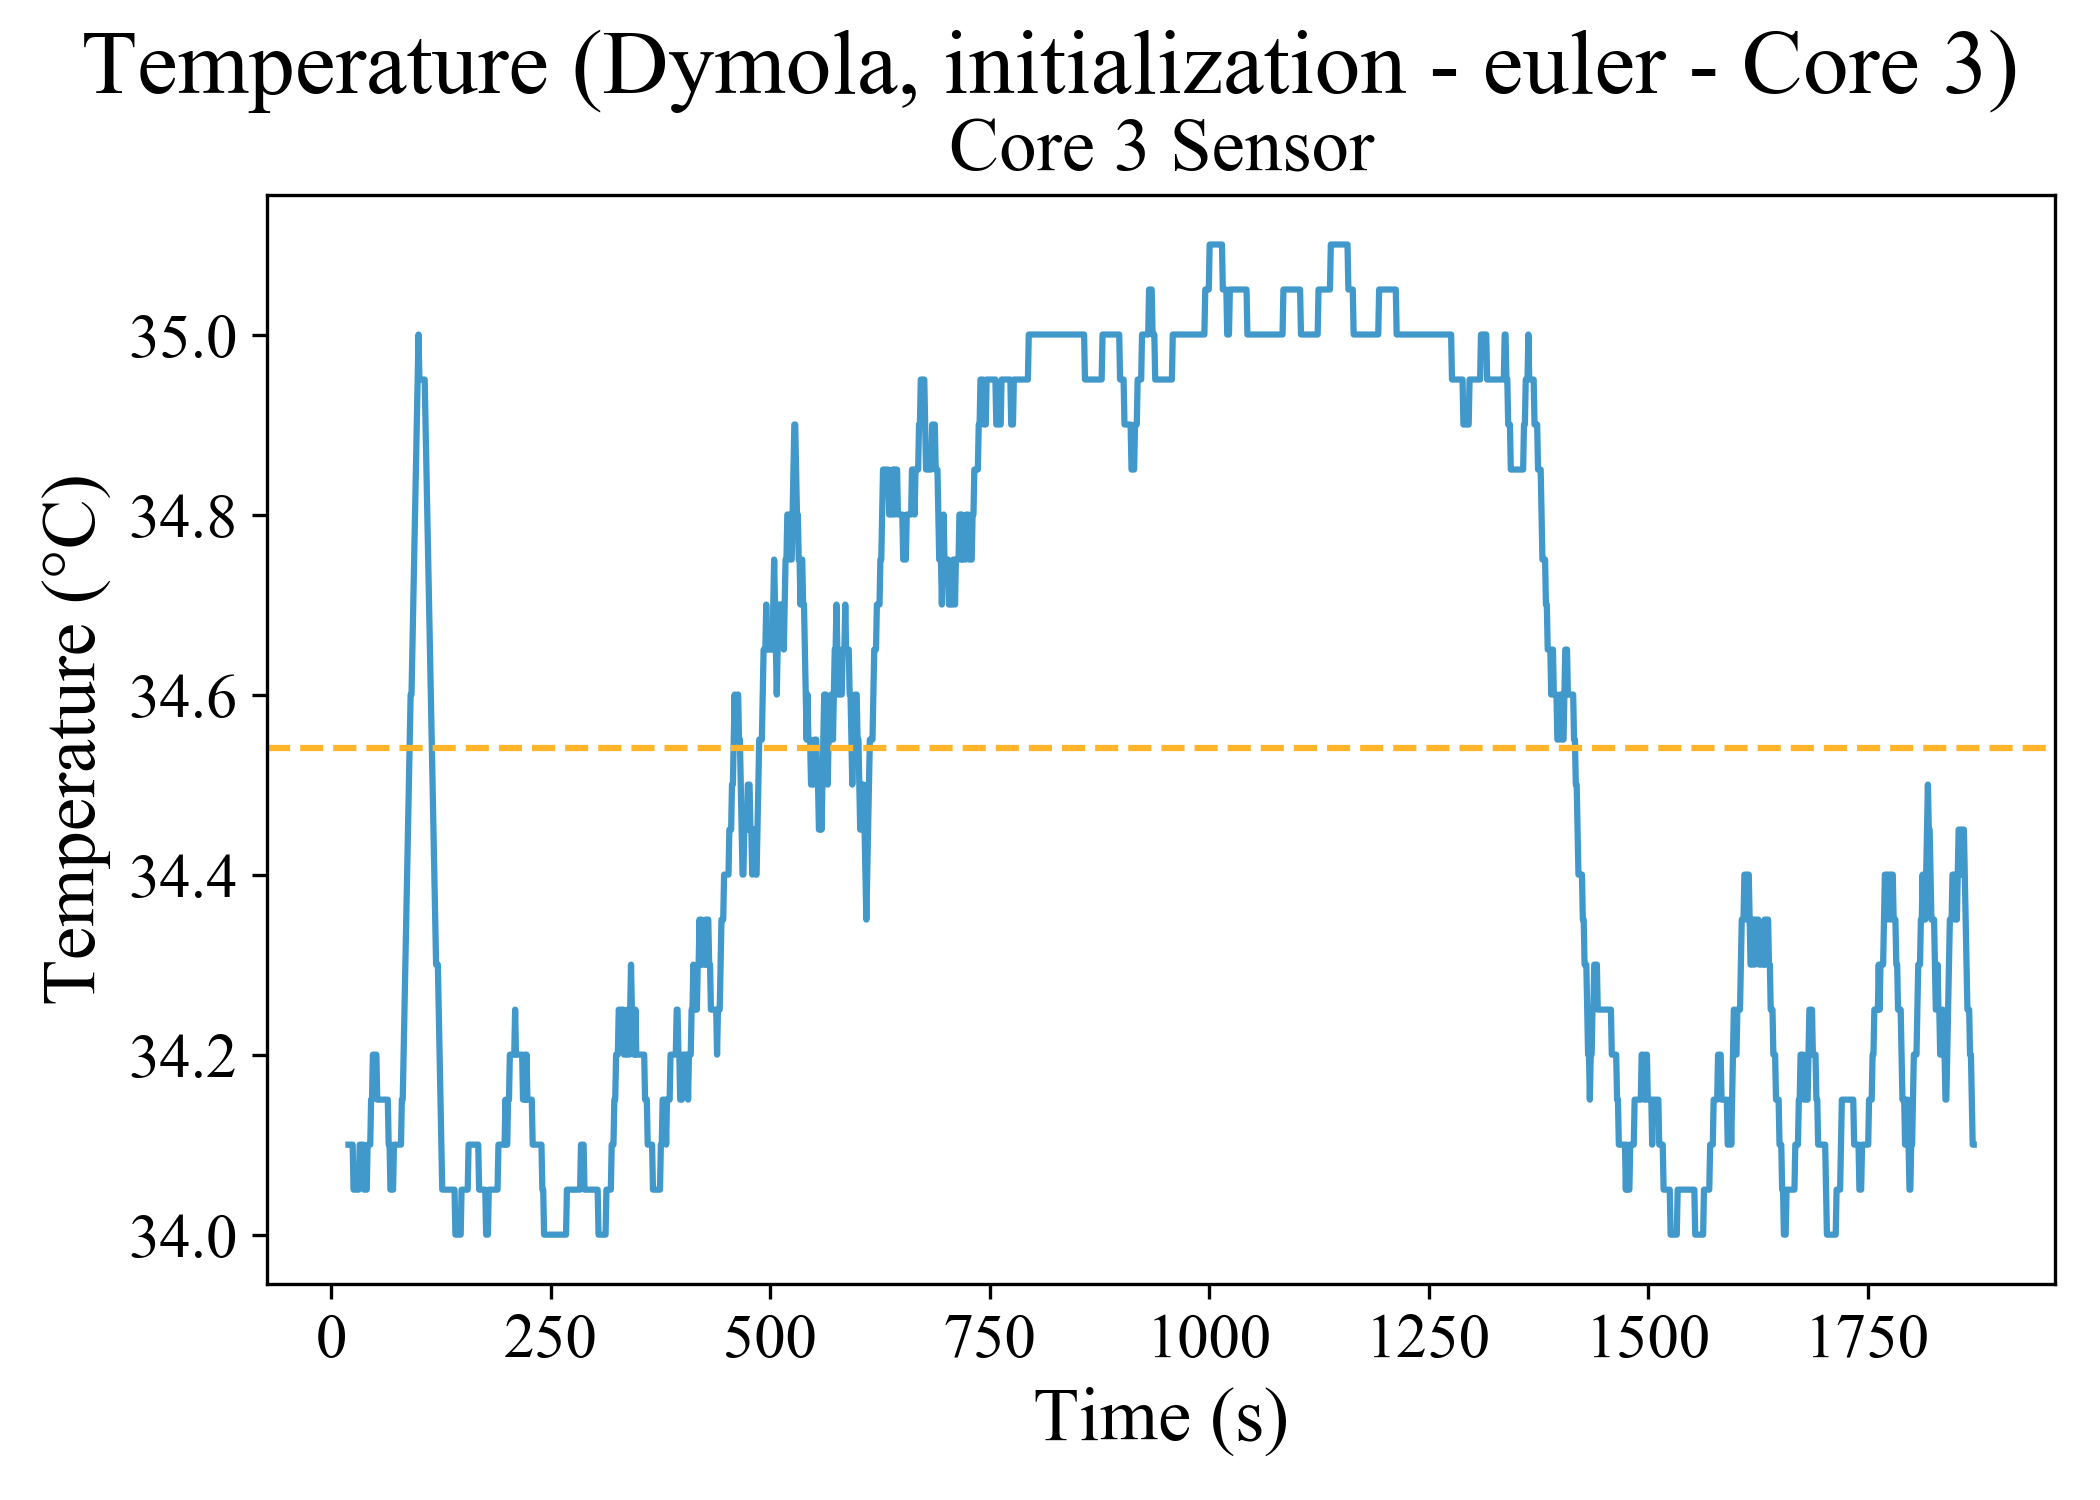 Temperature (Dymola, initialization - euler - Core 3)
Core 3 Sensor
Temperature (°C)
35.0
34.8
34.6
34.4
34.2
34.0
0 250 500 750 1000 1250 1500 1750
Time (s)